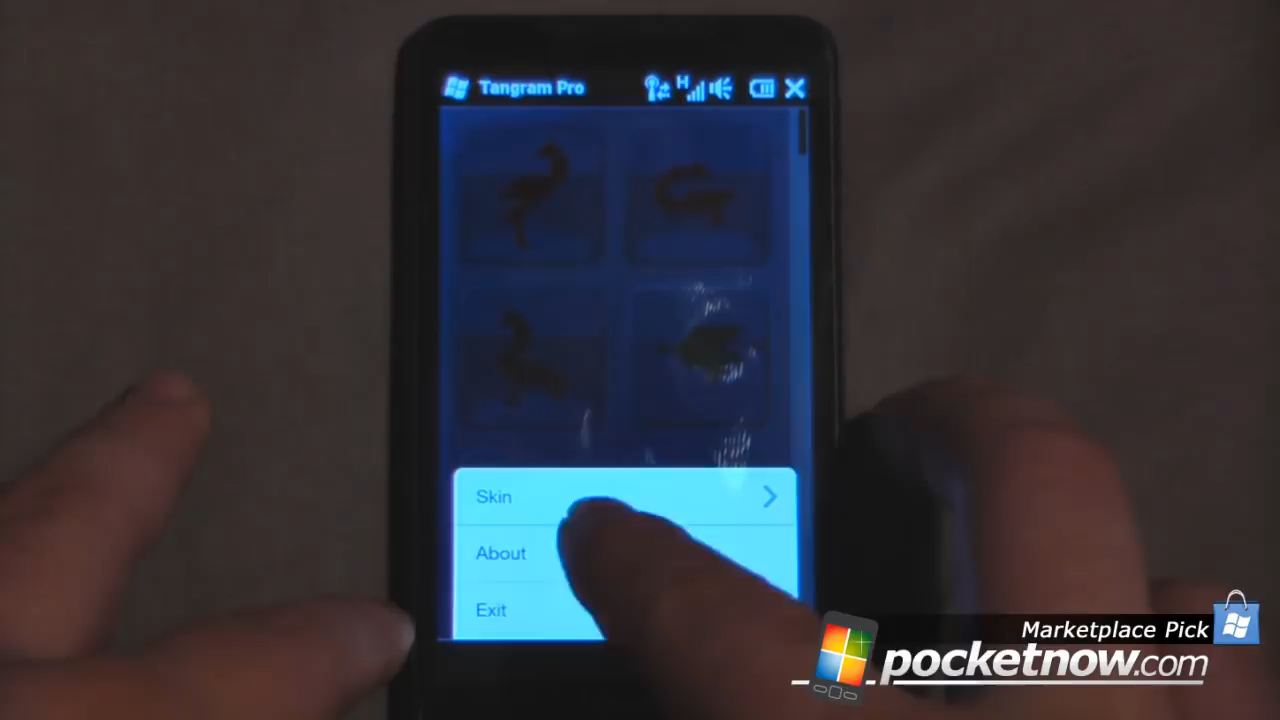 Tangram Pro
H
Skin
About
Exit
Marketplace Pick
pocketnow.com